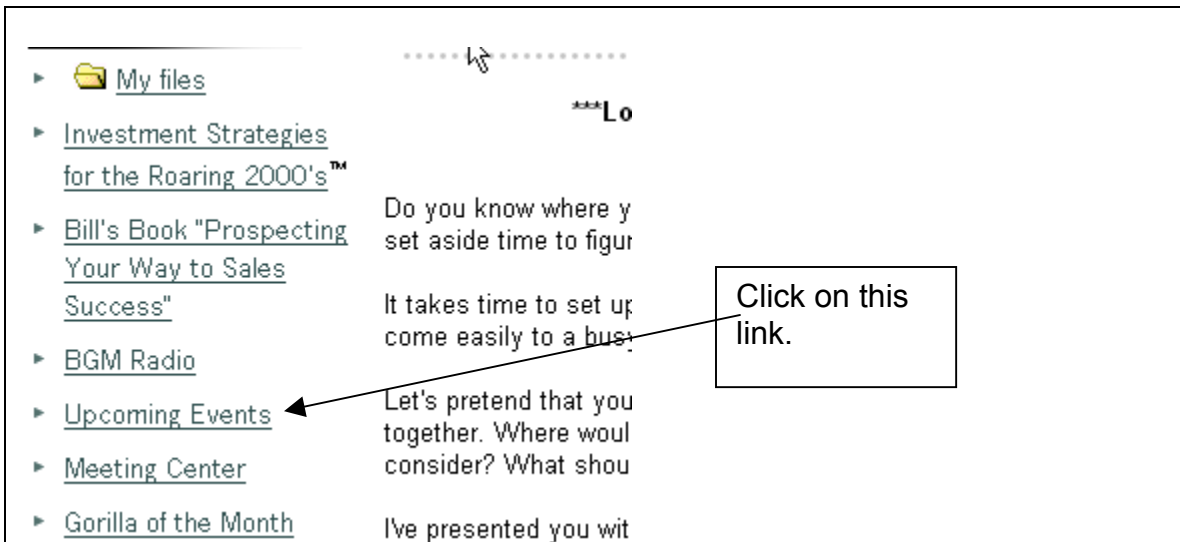 My files
Investment Strategies
for the Roaring 2000's™
Bill's Book "Prospecting
Your Way to Sales
Success"
BGM Radio
Upcoming Events
Meeting Center
Gorilla of the Month
***Lo
Do you know where y
set aside time to figur
It takes time to set up
come easily to a busy
Let's pretend that you
together. Where woul
consider? What shou
I've presented you wit
Click on this
link.